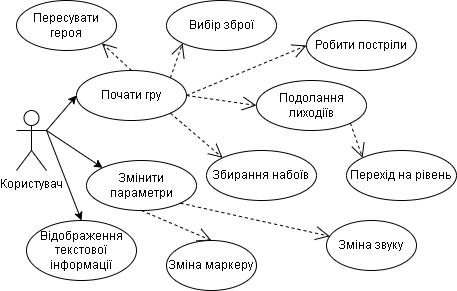 Пересувати
героя
Вибір зброї
Робити постріли
Почати гру
Подолання
лиходіїв
Користувач
Змінити
параметри
Збирання набоїв
Перехід на рівень
Відображення
текстової
інформації
Зміна маркеру
Зміна звуку